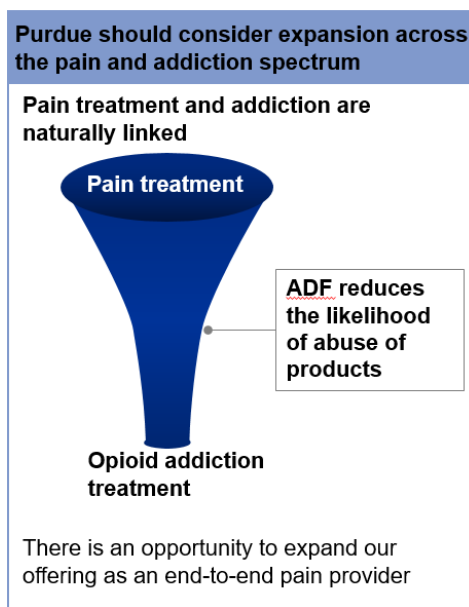 Purdue should consider expansion across
the pain and addiction spectrum
Pain treatment and addiction are
naturally linked
Pain treatment
ADF reduces
the likelihood
of abuse of
products
Opioid addiction
treatment
There is an opportunity to expand our
offering as an end-to-end pain provider